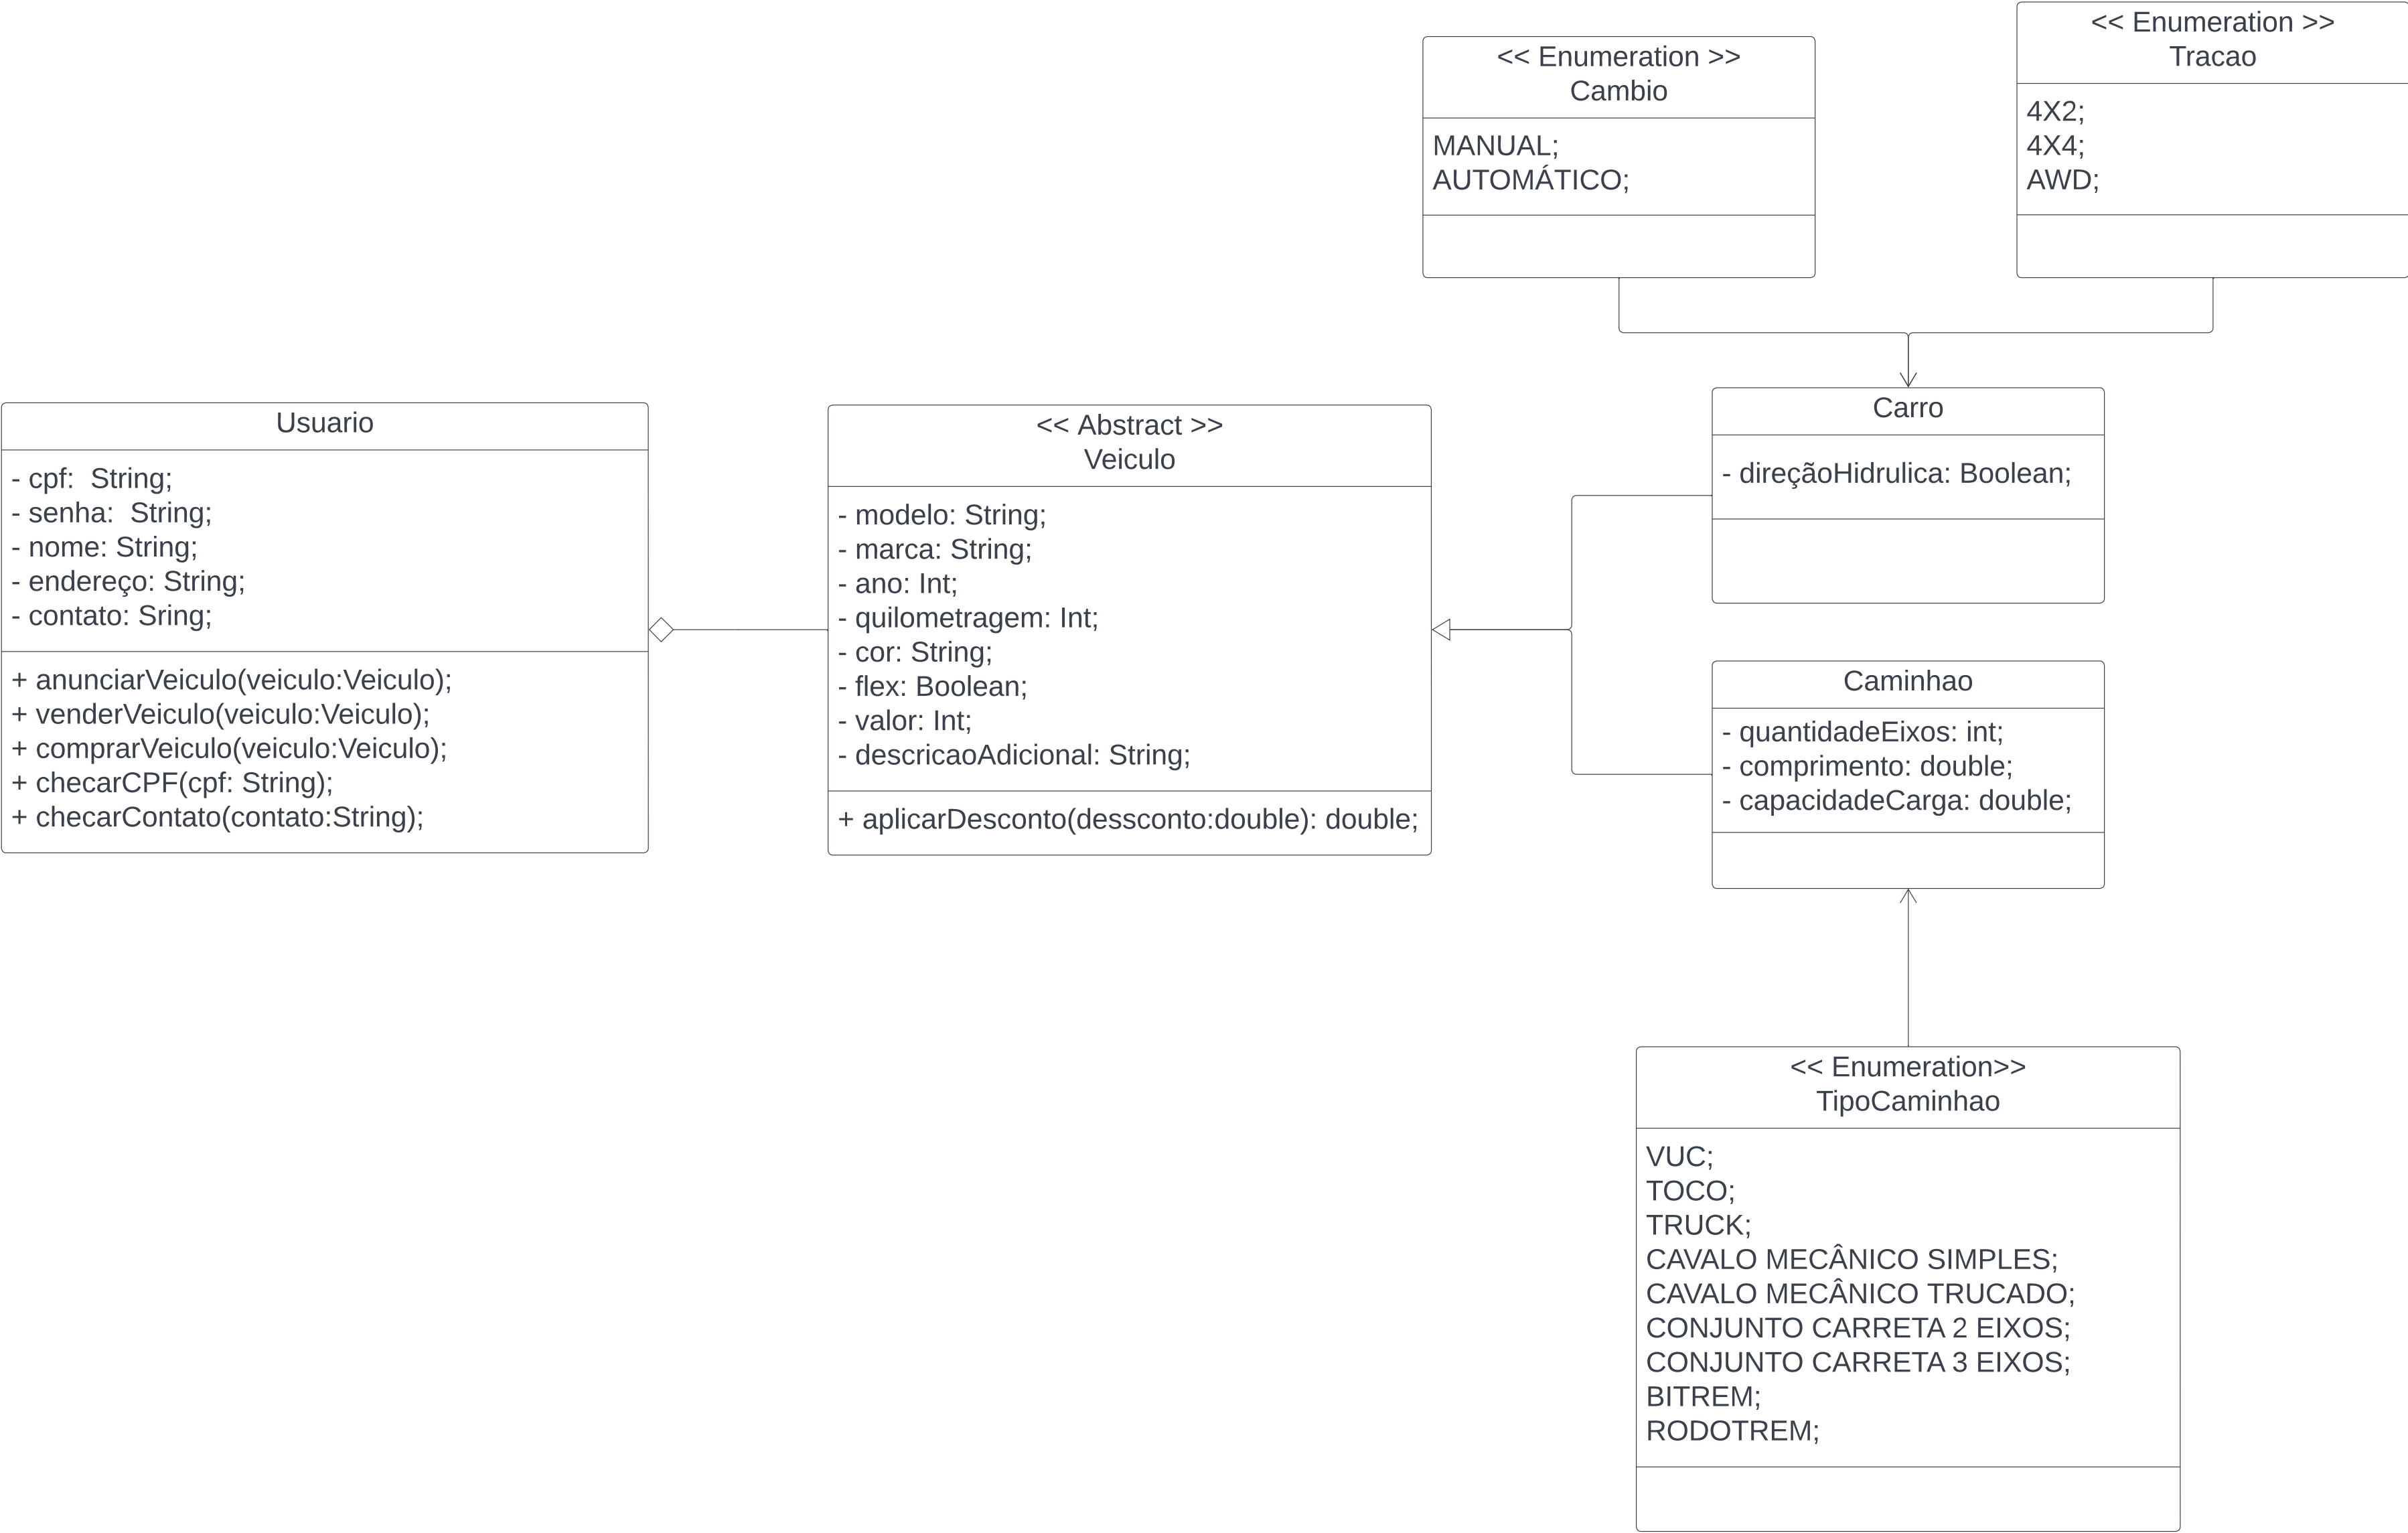 << Enumeration >>
Cambio
MANUAL;
AUTOMÁTICO;
<< Enumeration >>
Tracao
4X2;
4X4;
AWD;
Usuario
- cpf:  String;
- senha:  String;
- nome: String;
- endereço: String;
- contato: Sring;
+ anunciarVeiculo(veiculo:Veiculo);
+ venderVeiculo(veiculo:Veiculo);
+ comprarVeiculo(veiculo:Veiculo);
+ checarCPF(cpf: String);
+ checarContato(contato:String);
<< Abstract >>
Veiculo
- modelo: String;
- marca: String;
- ano: Int;
- quilometragem: Int;
- cor: String;
- flex: Boolean;
- valor: Int;
- descricaoAdicional: String;
+ aplicarDesconto(dessconto:double): double;
Carro
- direçãoHidrulica: Boolean;
Caminhao
- quantidadeEixos: int;
- comprimento: double;
- capacidadeCarga: double;
<< Enumeration>>
TipoCaminhao
VUC;
TOCO;
TRUCK;
CAVALO MECÂNICO SIMPLES;
CAVALO MECÂNICO TRUCADO;
CONJUNTO CARRETA 2 EIXOS;
CONJUNTO CARRETA 3 EIXOS;
BITREM;
RODOTREM;